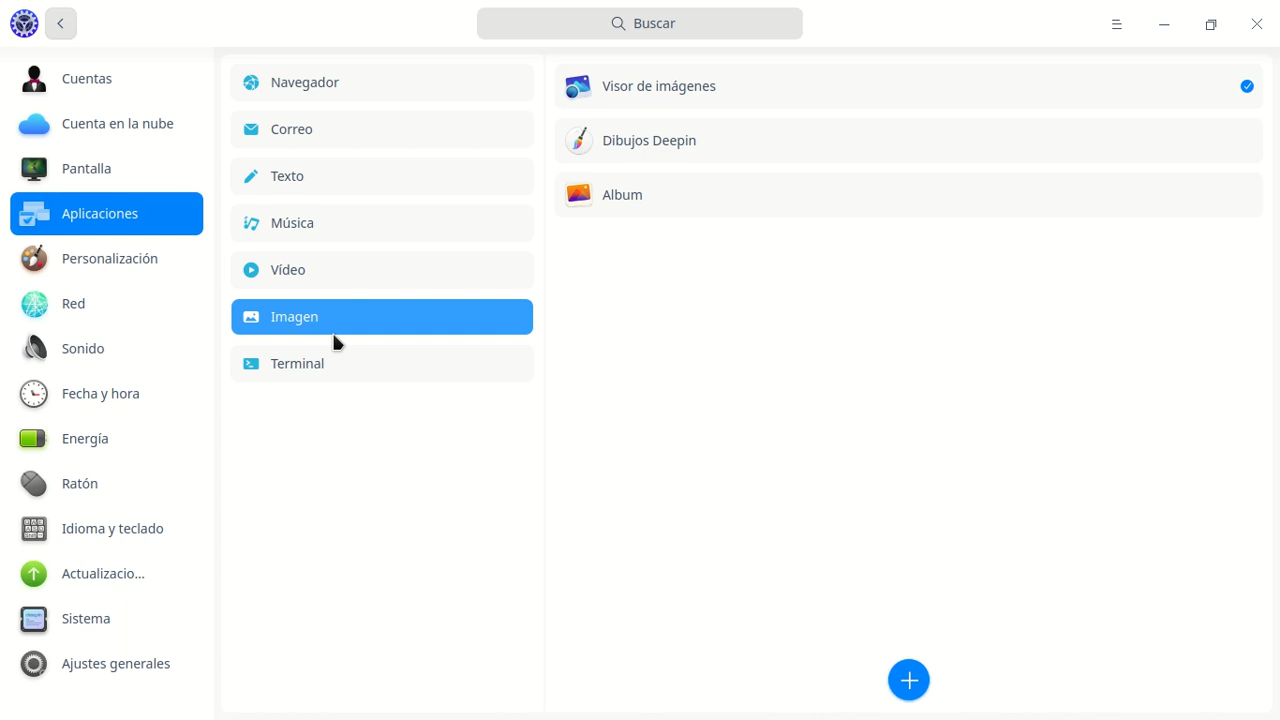 Buscar
Cuentas
Cuenta en la nube
Pantalla
Aplicaciones
Personalización
Red
Sonido
Fecha y hora
Energía
Ratón
Idioma y teclado
Actualizacio...
Sistema
Ajustes generales
Navegador
Correo
Texto
Música
Vídeo
Imagen
Terminal
Visor de imágenes
Dibujos Deepin
Album